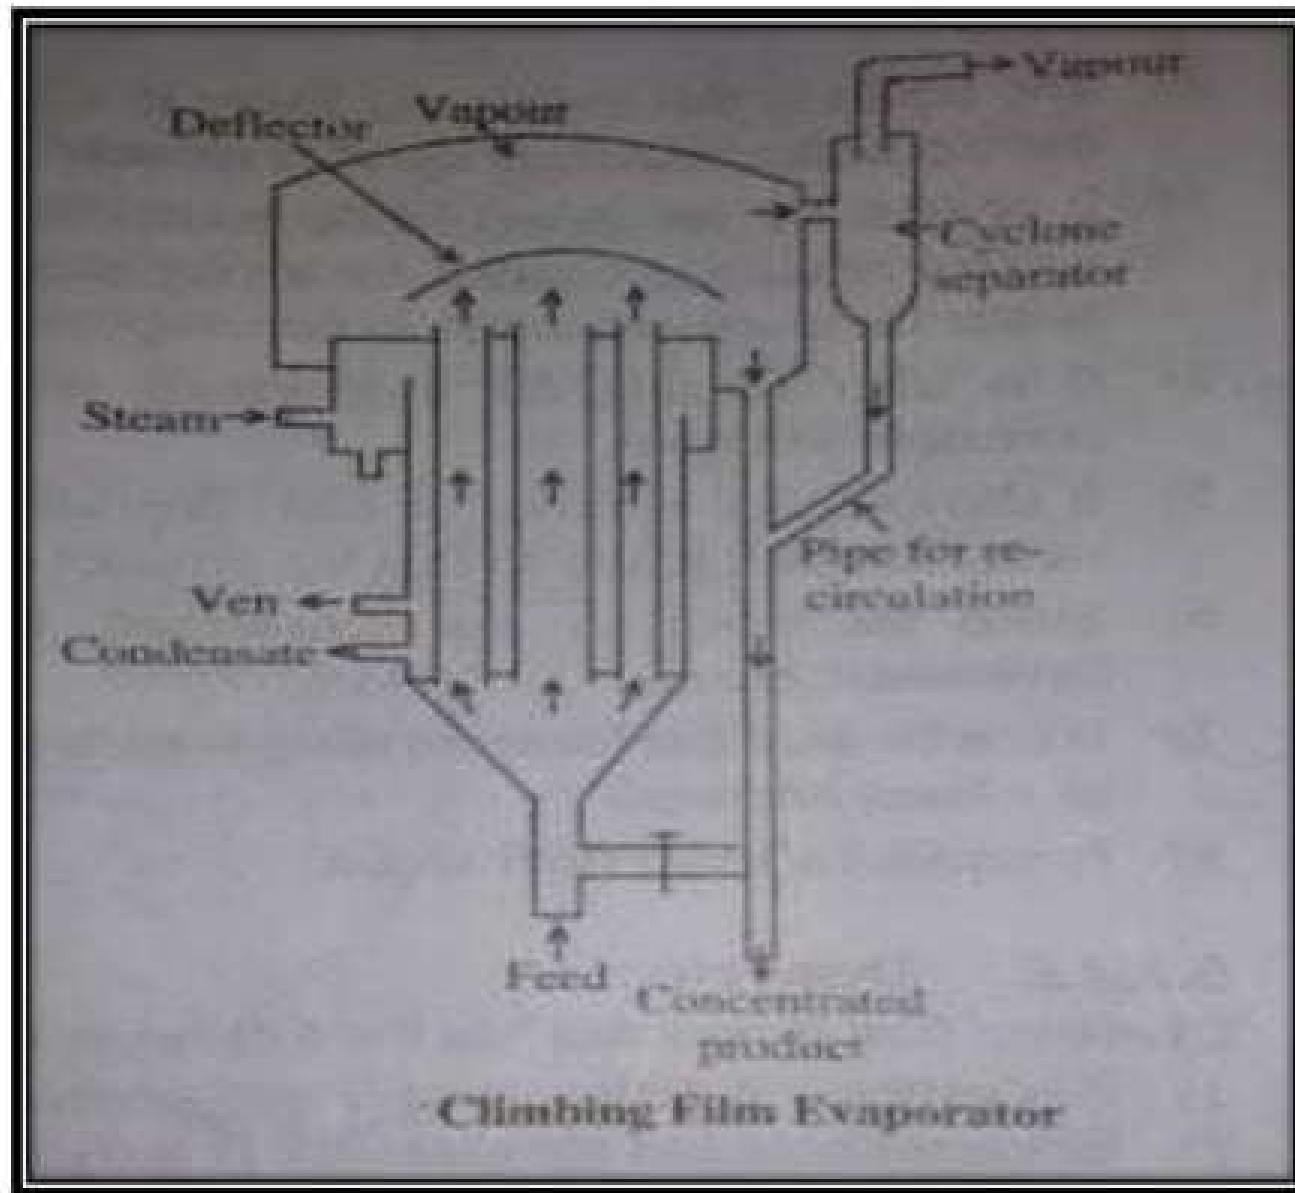 Vapour
Vapour
Deflector
Cyclone
separator
Steam
Pipe for re-
circulation
Ven
Condensate
Feed
Concentrated
product
Climbing Film Evaporator